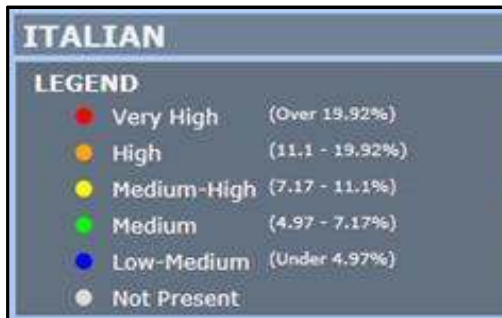 ITALIAN
LEGEND
Very High (Over 19.92%)
High (11.1 - 19.92%)
Medium-High (7.17 - 11.1%)
Medium (4.97 - 7.17%)
Low-Medium (Under 4.97%)
Not Present